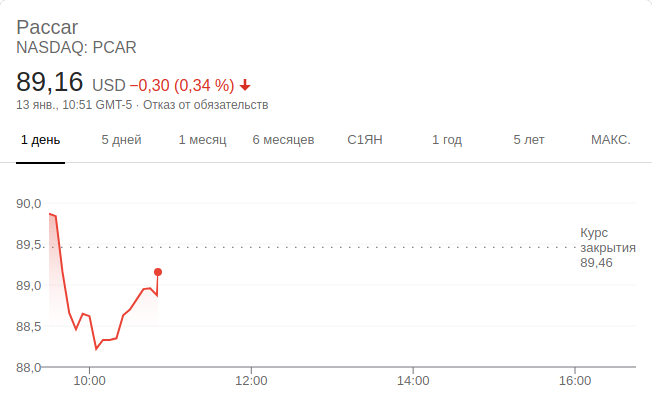 Paccar
NASDAQ: PCAR
89,16 USD −0,30 (0,34 %)
13 янв., 10:51 GMT-5 · Отказ от обязательств
1 день 5 дней 1 месяц 6 месяцев С1ЯН 1 год 5 лет МАКС.
90,0
89,5
89,0
88,5
88,0
Курс
закрытия
89,46
10:00 12:00 14:00 16:00